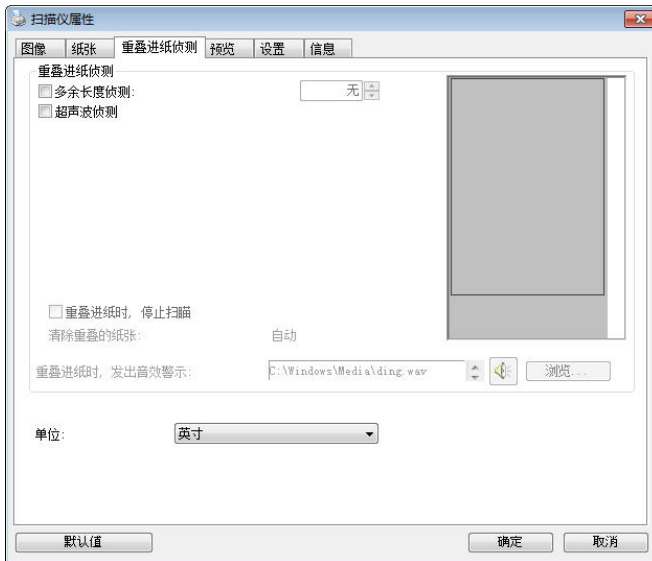 扫描仪属性
图像 纸张 重叠进纸侦测 预览 设置 信息
重叠进纸侦测
多余长度侦测: 无
超声波侦测
重叠进纸时, 停止扫瞄
清除重叠的纸张: 自动
重叠进纸时, 发出音效警示: C:\Windows\Media\ding.wav 浏览...
单位: 英寸
默认值 确定 取消